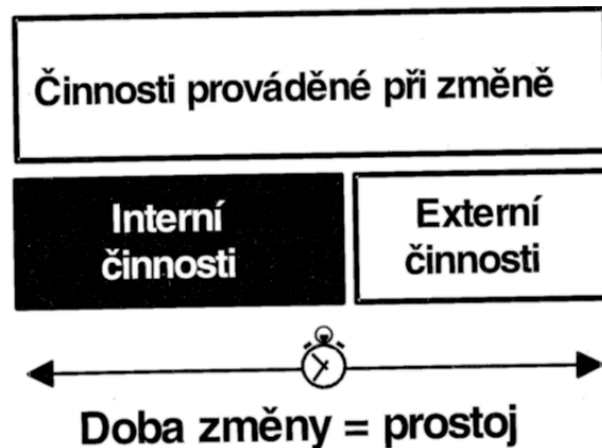 Činnosti prováděné při změně
Interní
činnosti
Externí
činnosti
Doba změny = prostoj